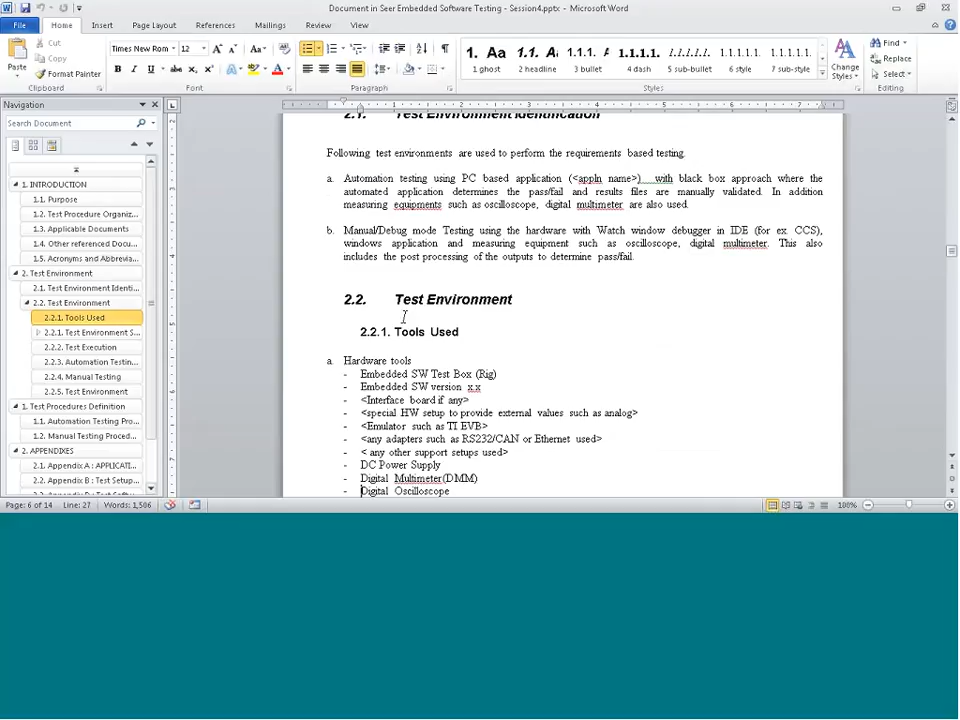 Document in Seer Embedded Software Testing - Session4.pptx - Microsoft Word
File Home Insert Page Layout References Mailings Review View
Paste
Cut
Copy
Format Painter
Clipboard
Times New Rom 12
Font
Paragraph
1. Aa 1.1. A 1.1.1. A 1.1.1.1. 1.1.1.1.1. 1.1.1.1.1 1.1.1.1.1
1 ghost 2 headline 3 bullet 4 dash 5 sub-bullet 6 style 7 sub-style
Styles
Change Styles
Find
Replace
Select
Editing
Navigation
Search Document
1. INTRODUCTION
1.1. Purpose
1.2. Test Procedure Organiz...
1.3. Applicable Documents
1.4. Other referenced Docu...
1.5. Acronyms and Abbrevia...
2. Test Environment
2.1. Test Environment Identi...
2.2. Test Environment
2.2.1. Tools Used
2.2.1. Test Environment S...
2.2.2. Test Execution
2.2.3. Automation Testin...
2.2.4. Manual Testing
2.2.5. Test Environment
1. Test Procedures Definition
1.1. Automation Testing Pro...
1.2. Manual Testing Proced...
2. APPENDIXES
2.1. Appendix A : APPLICATI...
2.2. Appendix B : Test Setup...
2.1. Test Environment Identification
Following test environments are used to perform the requirements based testing.
a. Automation testing using PC based application (<appln name>) with black box approach where the
automated application determines the pass/fail and results files are manually validated. In addition
measuring equipments such as oscilloscope, digital multimeter are also used.
b. Manual/Debug mode Testing using the hardware with Watch window debugger in IDE (for ex. CCS),
windows application and measuring equipment such as oscilloscope, digital multimeter. This also
includes the post processing of the outputs to determine pass/fail.
2.2. Test Environment
2.2.1. Tools Used
a. Hardware tools
- Embedded SW Test Box (Rig)
- Embedded SW version x.x
- <Interface board if any>
- <special HW setup to provide external values such as analog>
- <Emulator such as TI EVB>
- <any adapters such as RS232/CAN or Ethernet used>
- < any other support setups used>
- DC Power Supply
- Digital Multimeter(DMM)
- Digital Oscilloscope
Page: 6 of 14 Line: 27 Words: 1,506 100%